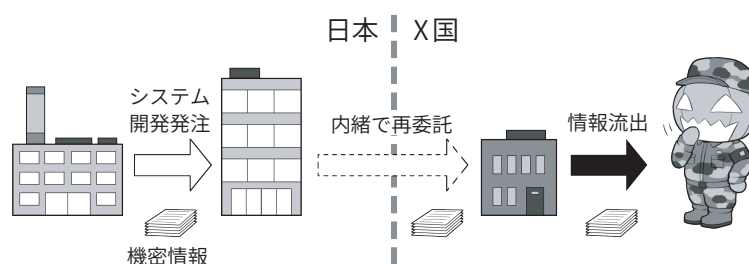 日本
X国
システム
開発発注
内緒で再委託
情報流出
機密情報